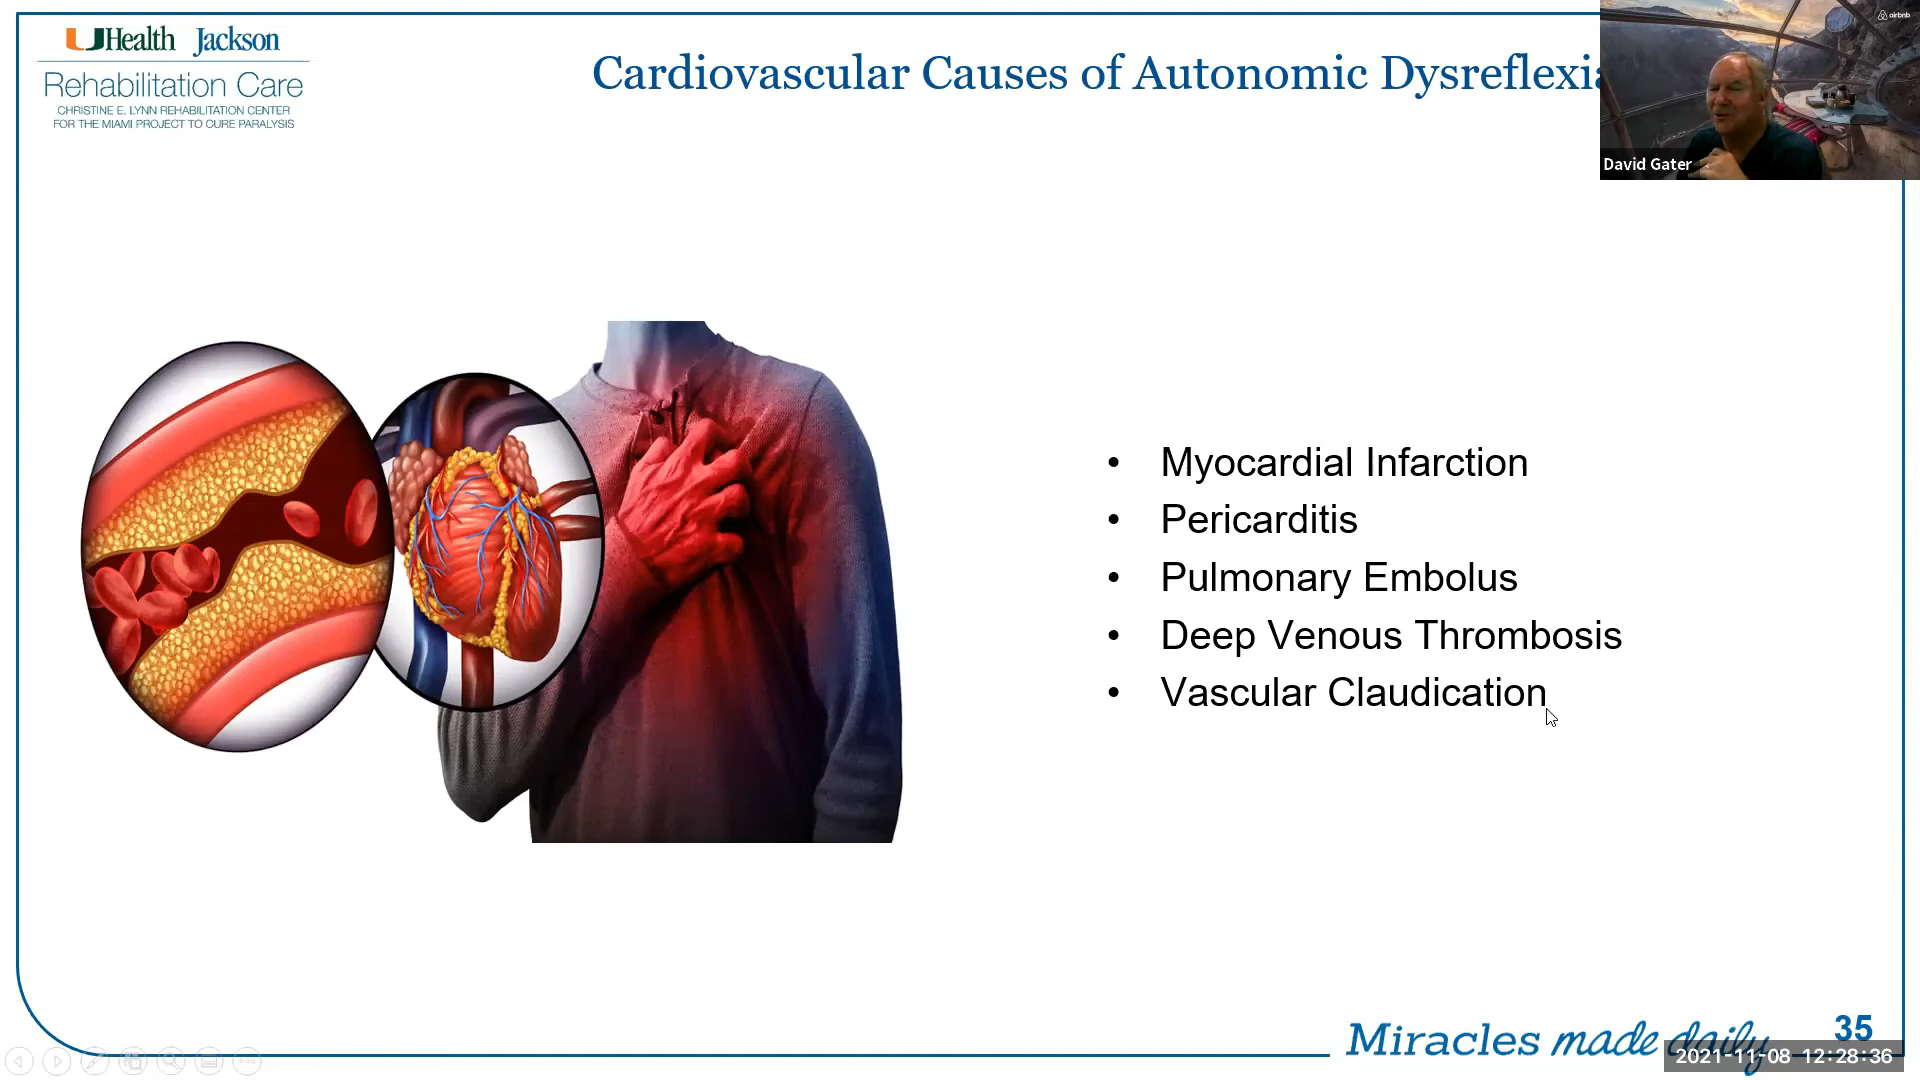 UHealth Jackson
Rehabilitation Care
CHRISTINE E. LYNN REHABILITATION CENTER
FOR THE MIAMI PROJECT TO CURE PARALYSIS
Cardiovascular Causes of Autonomic Dysreflexia
airbnb
David Gater
• Myocardial Infarction
• Pericarditis
• Pulmonary Embolus
• Deep Venous Thrombosis
• Vascular Claudication
Miracles made daily
35
2021-11-08 12:28:36